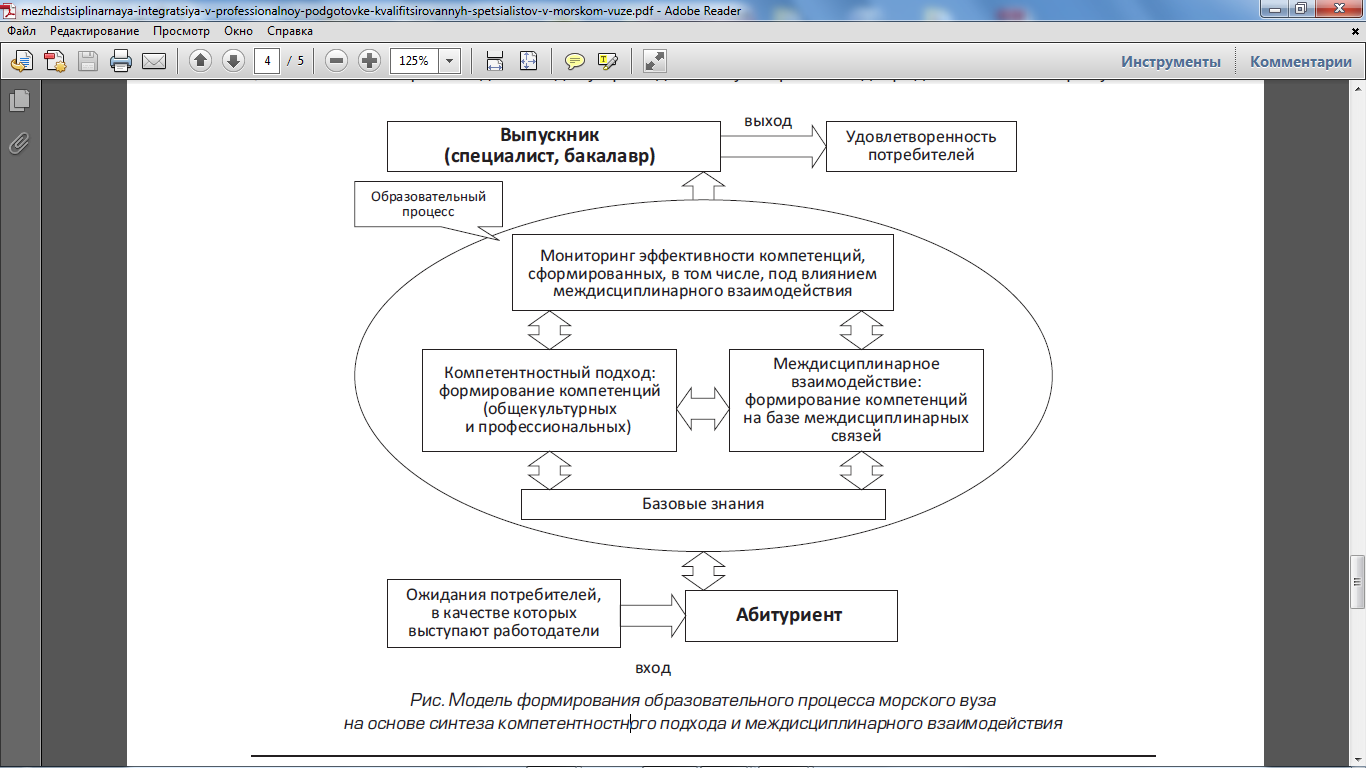 mezhdistsiplinarnaya-integratsiya-v-professionalnoy-podgotovke-kvalifitsirovannyh-spetsialistov-v-morskom-vuze.pdf - Adobe Reader
Файл Редактирование Просмотр Окно Справка
4 / 5 125% Инструменты Комментарии
выход
Выпускник
(специалист, бакалавр)
Удовлетворенность
потребителей
Образовательный
процесс
Мониторинг эффективности компетенций,
сформированных, в том числе, под влиянием
междисциплинарного взаимодействия
Компетентностный подход:
формирование компетенций
(общекультурных
и профессиональных)
Междисциплинарное
взаимодействие:
формирование компетенций
на базе междисциплинарных
связей
Базовые знания
Ожидания потребителей,
в качестве которых
выступают работодатели
Абитуриент
вход
Рис. Модель формирования образовательного процесса морского вуза
на основе синтеза компетентностного подхода и междисциплинарного взаимодействия